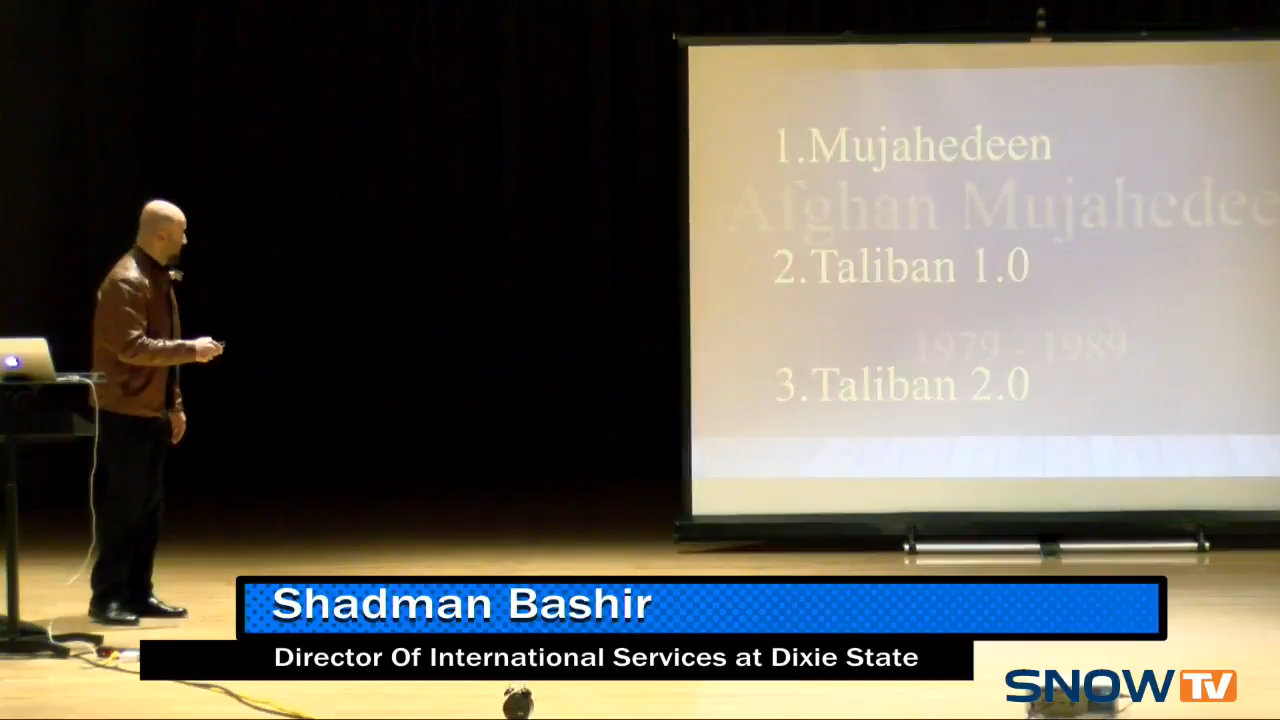 1.Mujahedeen
Afghan Mujahedee
2.Taliban 1.0
1979 - 1989
3.Taliban 2.0
Shadman Bashir
Director Of International Services at Dixie State
SNOW TV